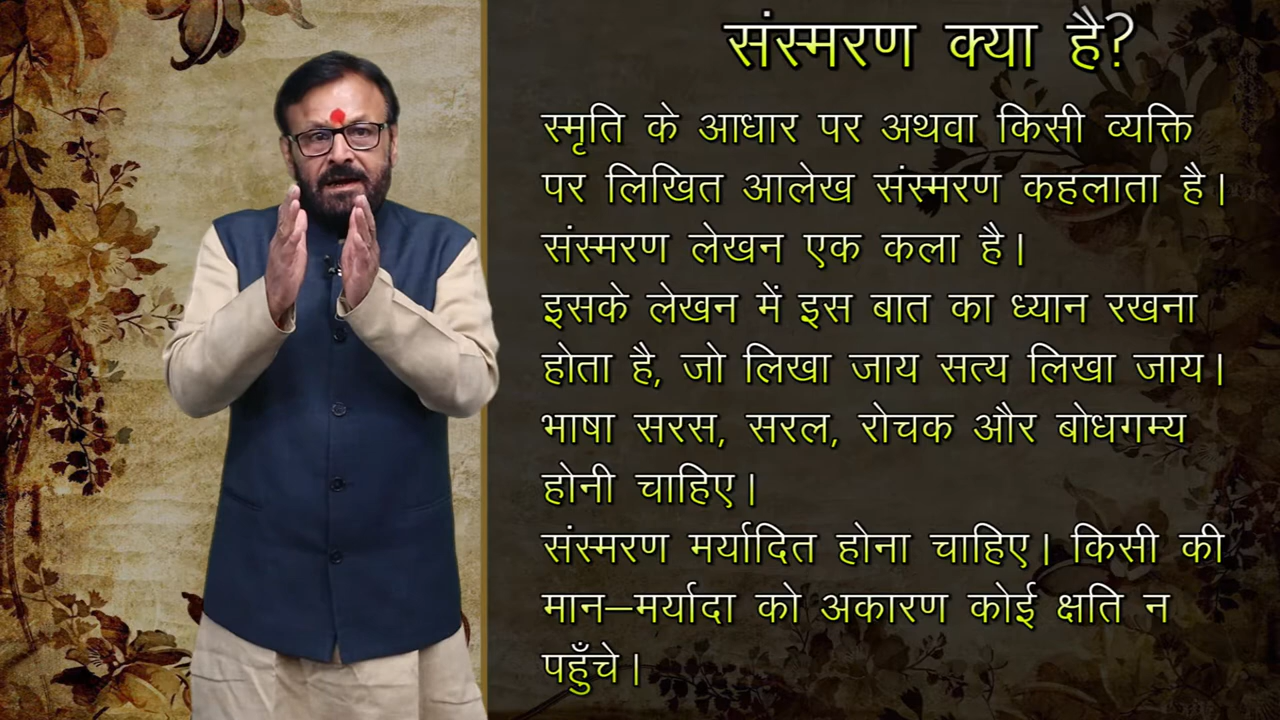 संस्मरण क्या है?
स्मृति के आधार पर अथवा किसी व्यक्ति
पर लिखित आलेख संस्मरण कहलाता है।
संस्मरण लेखन एक कला है।
इसके लेखन में इस बात का ध्यान रखना
होता है, जो लिखा जाय सत्य लिखा जाय।
भाषा सरस, सरल, रोचक और बोधगम्य
होनी चाहिए।
संस्मरण मर्यादित होना चाहिए। किसी की
मान–मर्यादा को अकारण कोई क्षति न
पहुँचे।